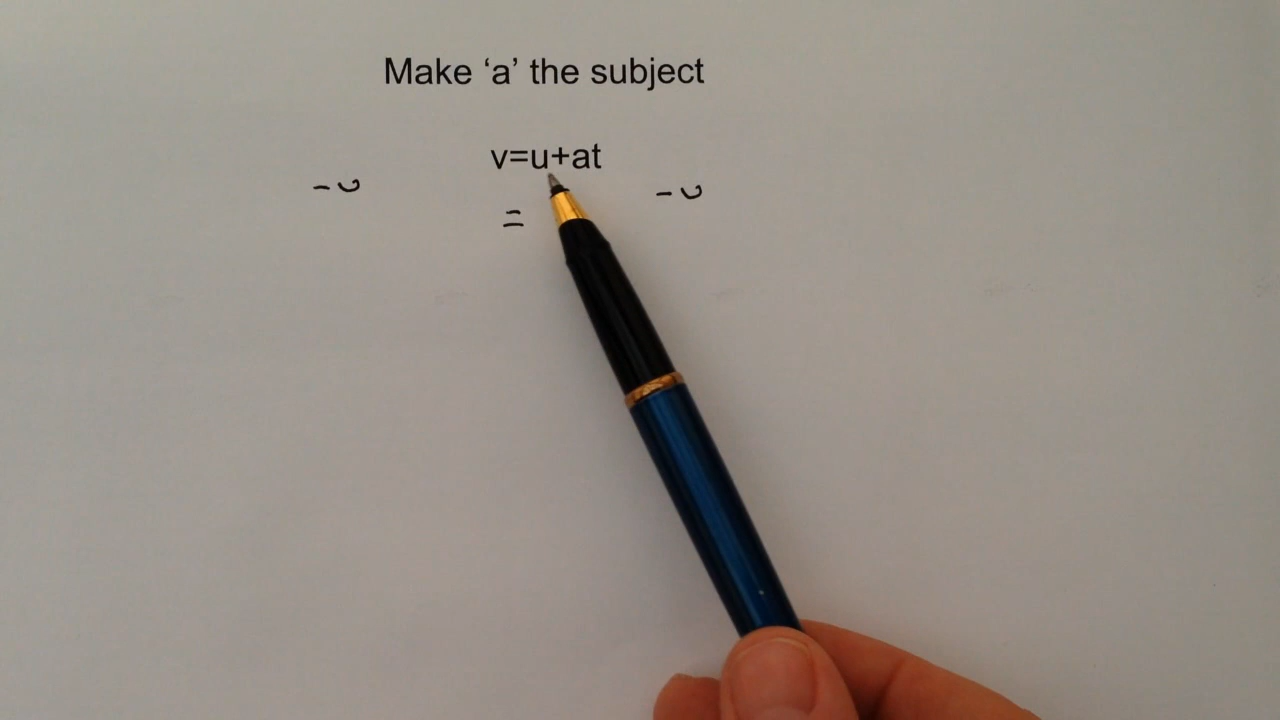 Make ‘a’ the subject
v=u+at
-u -u
=